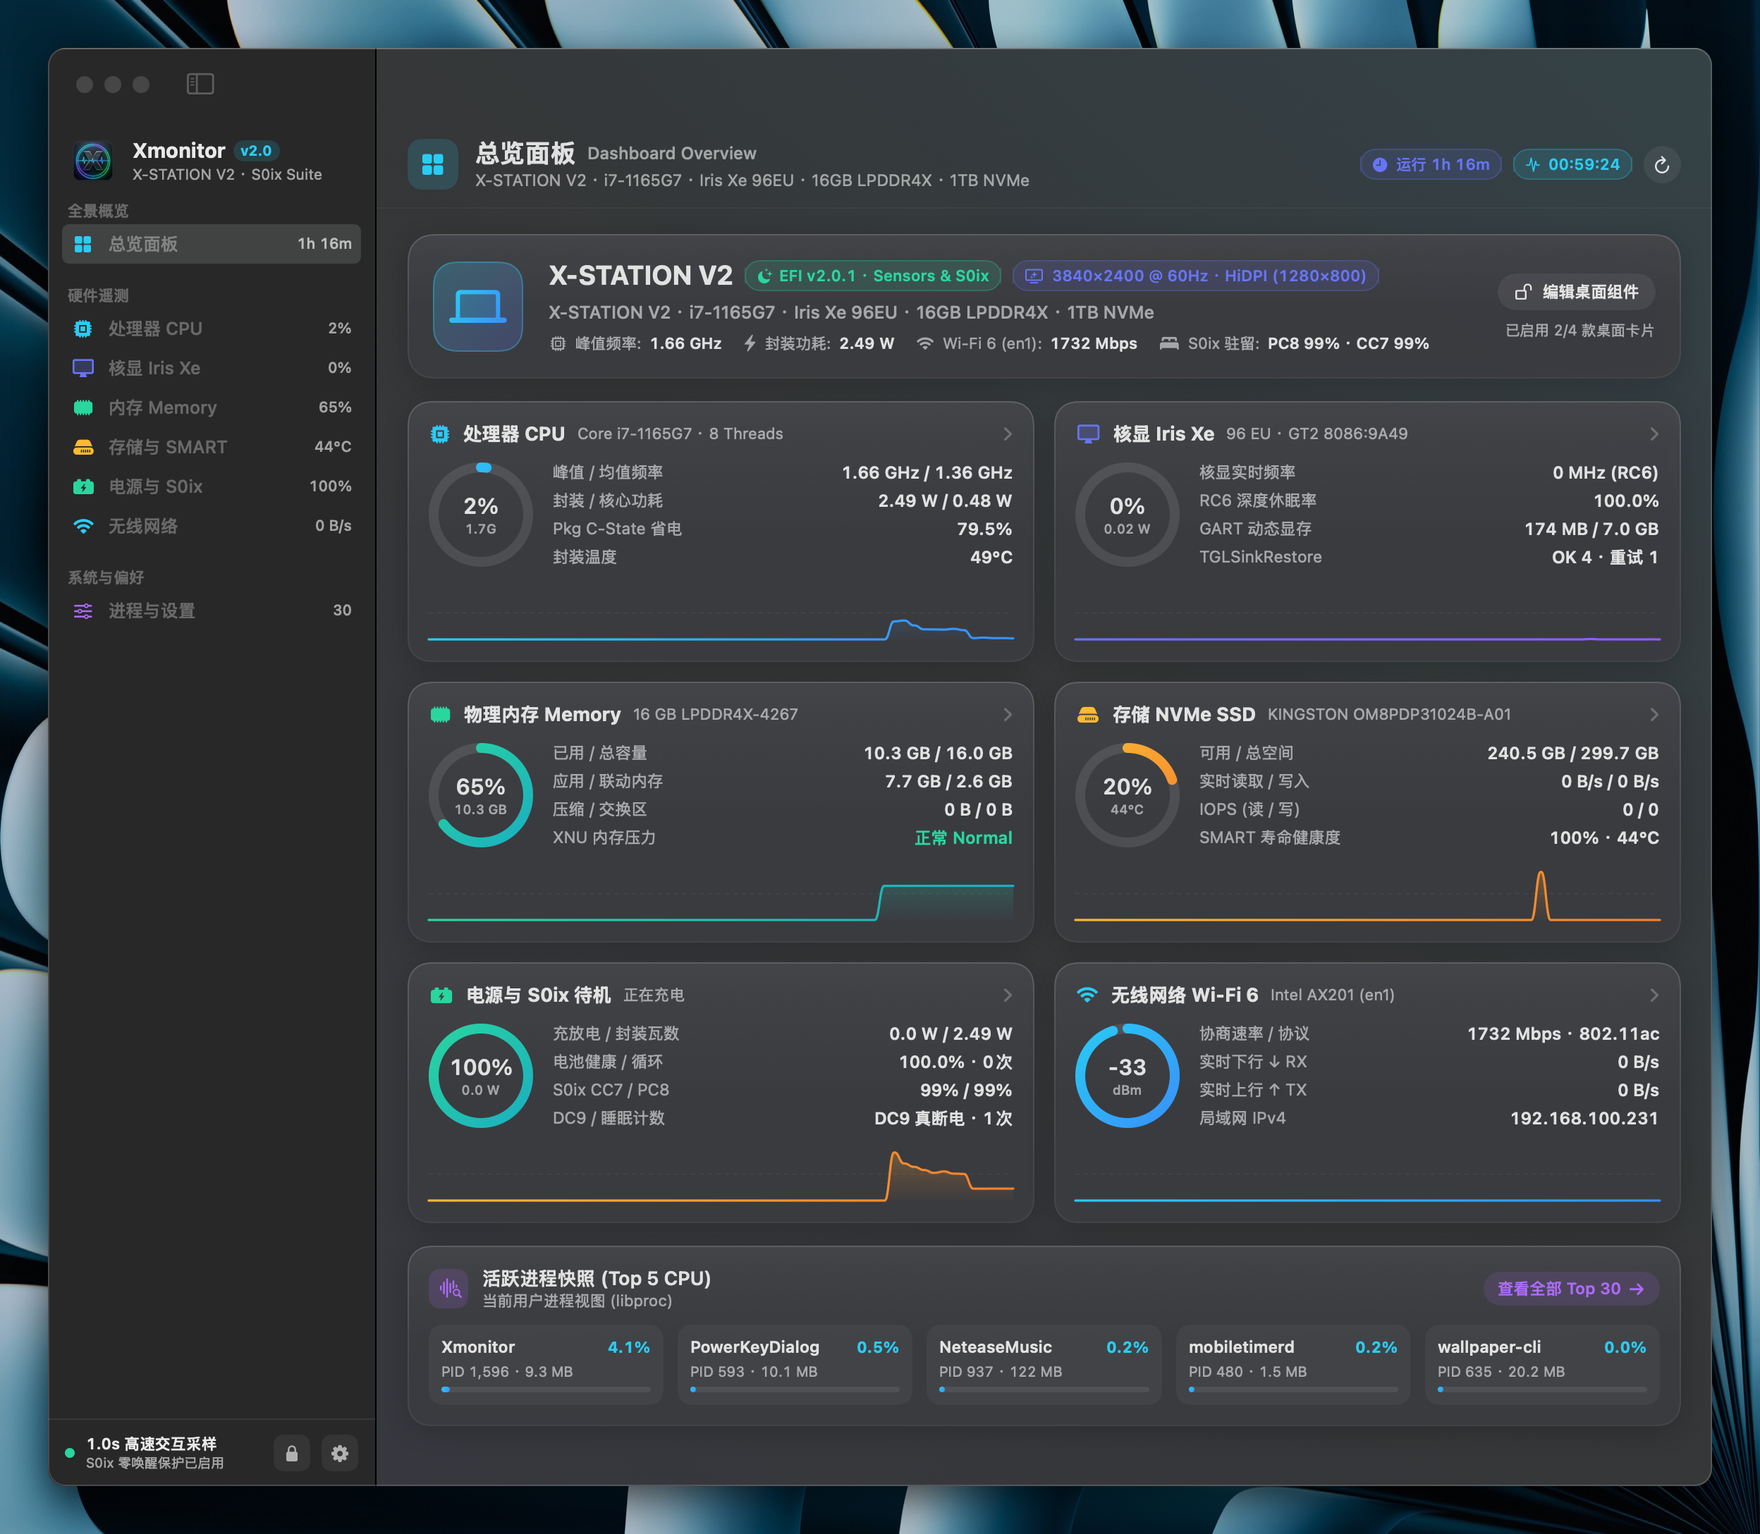 Xmonitor v2.0
X-STATION V2 · S0ix Suite
全景概览
总览面板 1h 16m
硬件遥测
处理器 CPU 2%
核显 Iris Xe 0%
内存 Memory 65%
存储与 SMART 44°C
电源与 S0ix 100%
无线网络 0 B/s
系统与偏好
进程与设置 30
1.0s 高速交互采样
S0ix 零唤醒保护已启用
总览面板 Dashboard Overview
X-STATION V2 · i7-1165G7 · Iris Xe 96EU · 16GB LPDDR4X · 1TB NVMe
运行 1h 16m
00:59:24
X-STATION V2 EFI v2.0.1 · Sensors & S0ix 3840×2400 @ 60Hz · HiDPI (1280×800)
X-STATION V2 · i7-1165G7 · Iris Xe 96EU · 16GB LPDDR4X · 1TB NVMe
峰值频率: 1.66 GHz 封装功耗: 2.49 W Wi-Fi 6 (en1): 1732 Mbps S0ix 驻留: PC8 99% · CC7 99%
编辑桌面组件
已启用 2/4 款桌面卡片
处理器 CPU Core i7-1165G7 · 8 Threads
2%
1.7G
峰值 / 均值频率 1.66 GHz / 1.36 GHz
封装 / 核心功耗 2.49 W / 0.48 W
Pkg C-State 省电 79.5%
封装温度 49°C
核显 Iris Xe 96 EU · GT2 8086:9A49
0%
0.02 W
核显实时频率 0 MHz (RC6)
RC6 深度休眠率 100.0%
GART 动态显存 174 MB / 7.0 GB
TGLSinkRestore OK 4 · 重试 1
物理内存 Memory 16 GB LPDDR4X-4267
65%
10.3 GB
已用 / 总容量 10.3 GB / 16.0 GB
应用 / 联动内存 7.7 GB / 2.6 GB
压缩 / 交换区 0 B / 0 B
XNU 内存压力 正常 Normal
存储 NVMe SSD KINGSTON OM8PDP31024B-A01
20%
44°C
可用 / 总空间 240.5 GB / 299.7 GB
实时读取 / 写入 0 B/s / 0 B/s
IOPS (读 / 写) 0 / 0
SMART 寿命健康度 100% · 44°C
电源与 S0ix 待机 正在充电
100%
0.0 W
充放电 / 封装瓦数 0.0 W / 2.49 W
电池健康 / 循环 100.0% · 0 次
S0ix CC7 / PC8 99% / 99%
DC9 / 睡眠计数 DC9 真断电 · 1 次
无线网络 Wi-Fi 6 Intel AX201 (en1)
-33
dBm
协商速率 / 协议 1732 Mbps · 802.11ac
实时下行 ↓ RX 0 B/s
实时上行 ↑ TX 0 B/s
局域网 IPv4 192.168.100.231
活跃进程快照 (Top 5 CPU)
当前用户进程视图 (libproc)
查看全部 Top 30 →
Xmonitor 4.1%
PID 1,596 · 9.3 MB
PowerKeyDialog 0.5%
PID 593 · 10.1 MB
NeteaseMusic 0.2%
PID 937 · 122 MB
mobiletimerd 0.2%
PID 480 · 1.5 MB
wallpaper-cli 0.0%
PID 635 · 20.2 MB